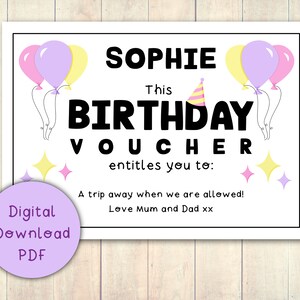 SOPHIE
This
BIRTHDAY
VOUCHER
entitles you to:
A trip away when we are allowed!
Love Mum and Dad xx
Digital
Download
PDF